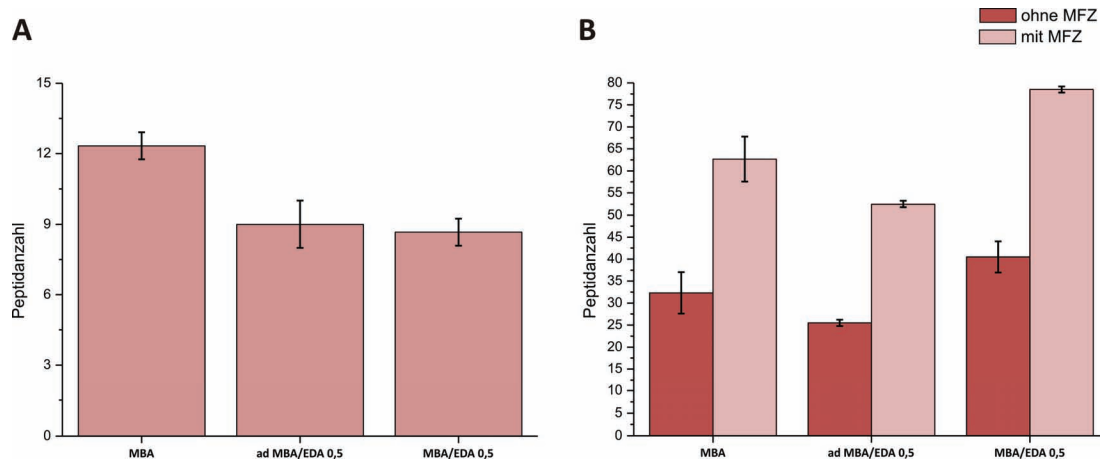 A
Peptidanzahl
15
12
9
6
3
0
MBA
ad MBA/EDA 0,5
MBA/EDA 0,5
B
ohne MFZ
mit MFZ
Peptidanzahl
80
75
70
65
60
55
50
45
40
35
30
25
20
15
10
5
0
MBA
ad MBA/EDA 0,5
MBA/EDA 0,5